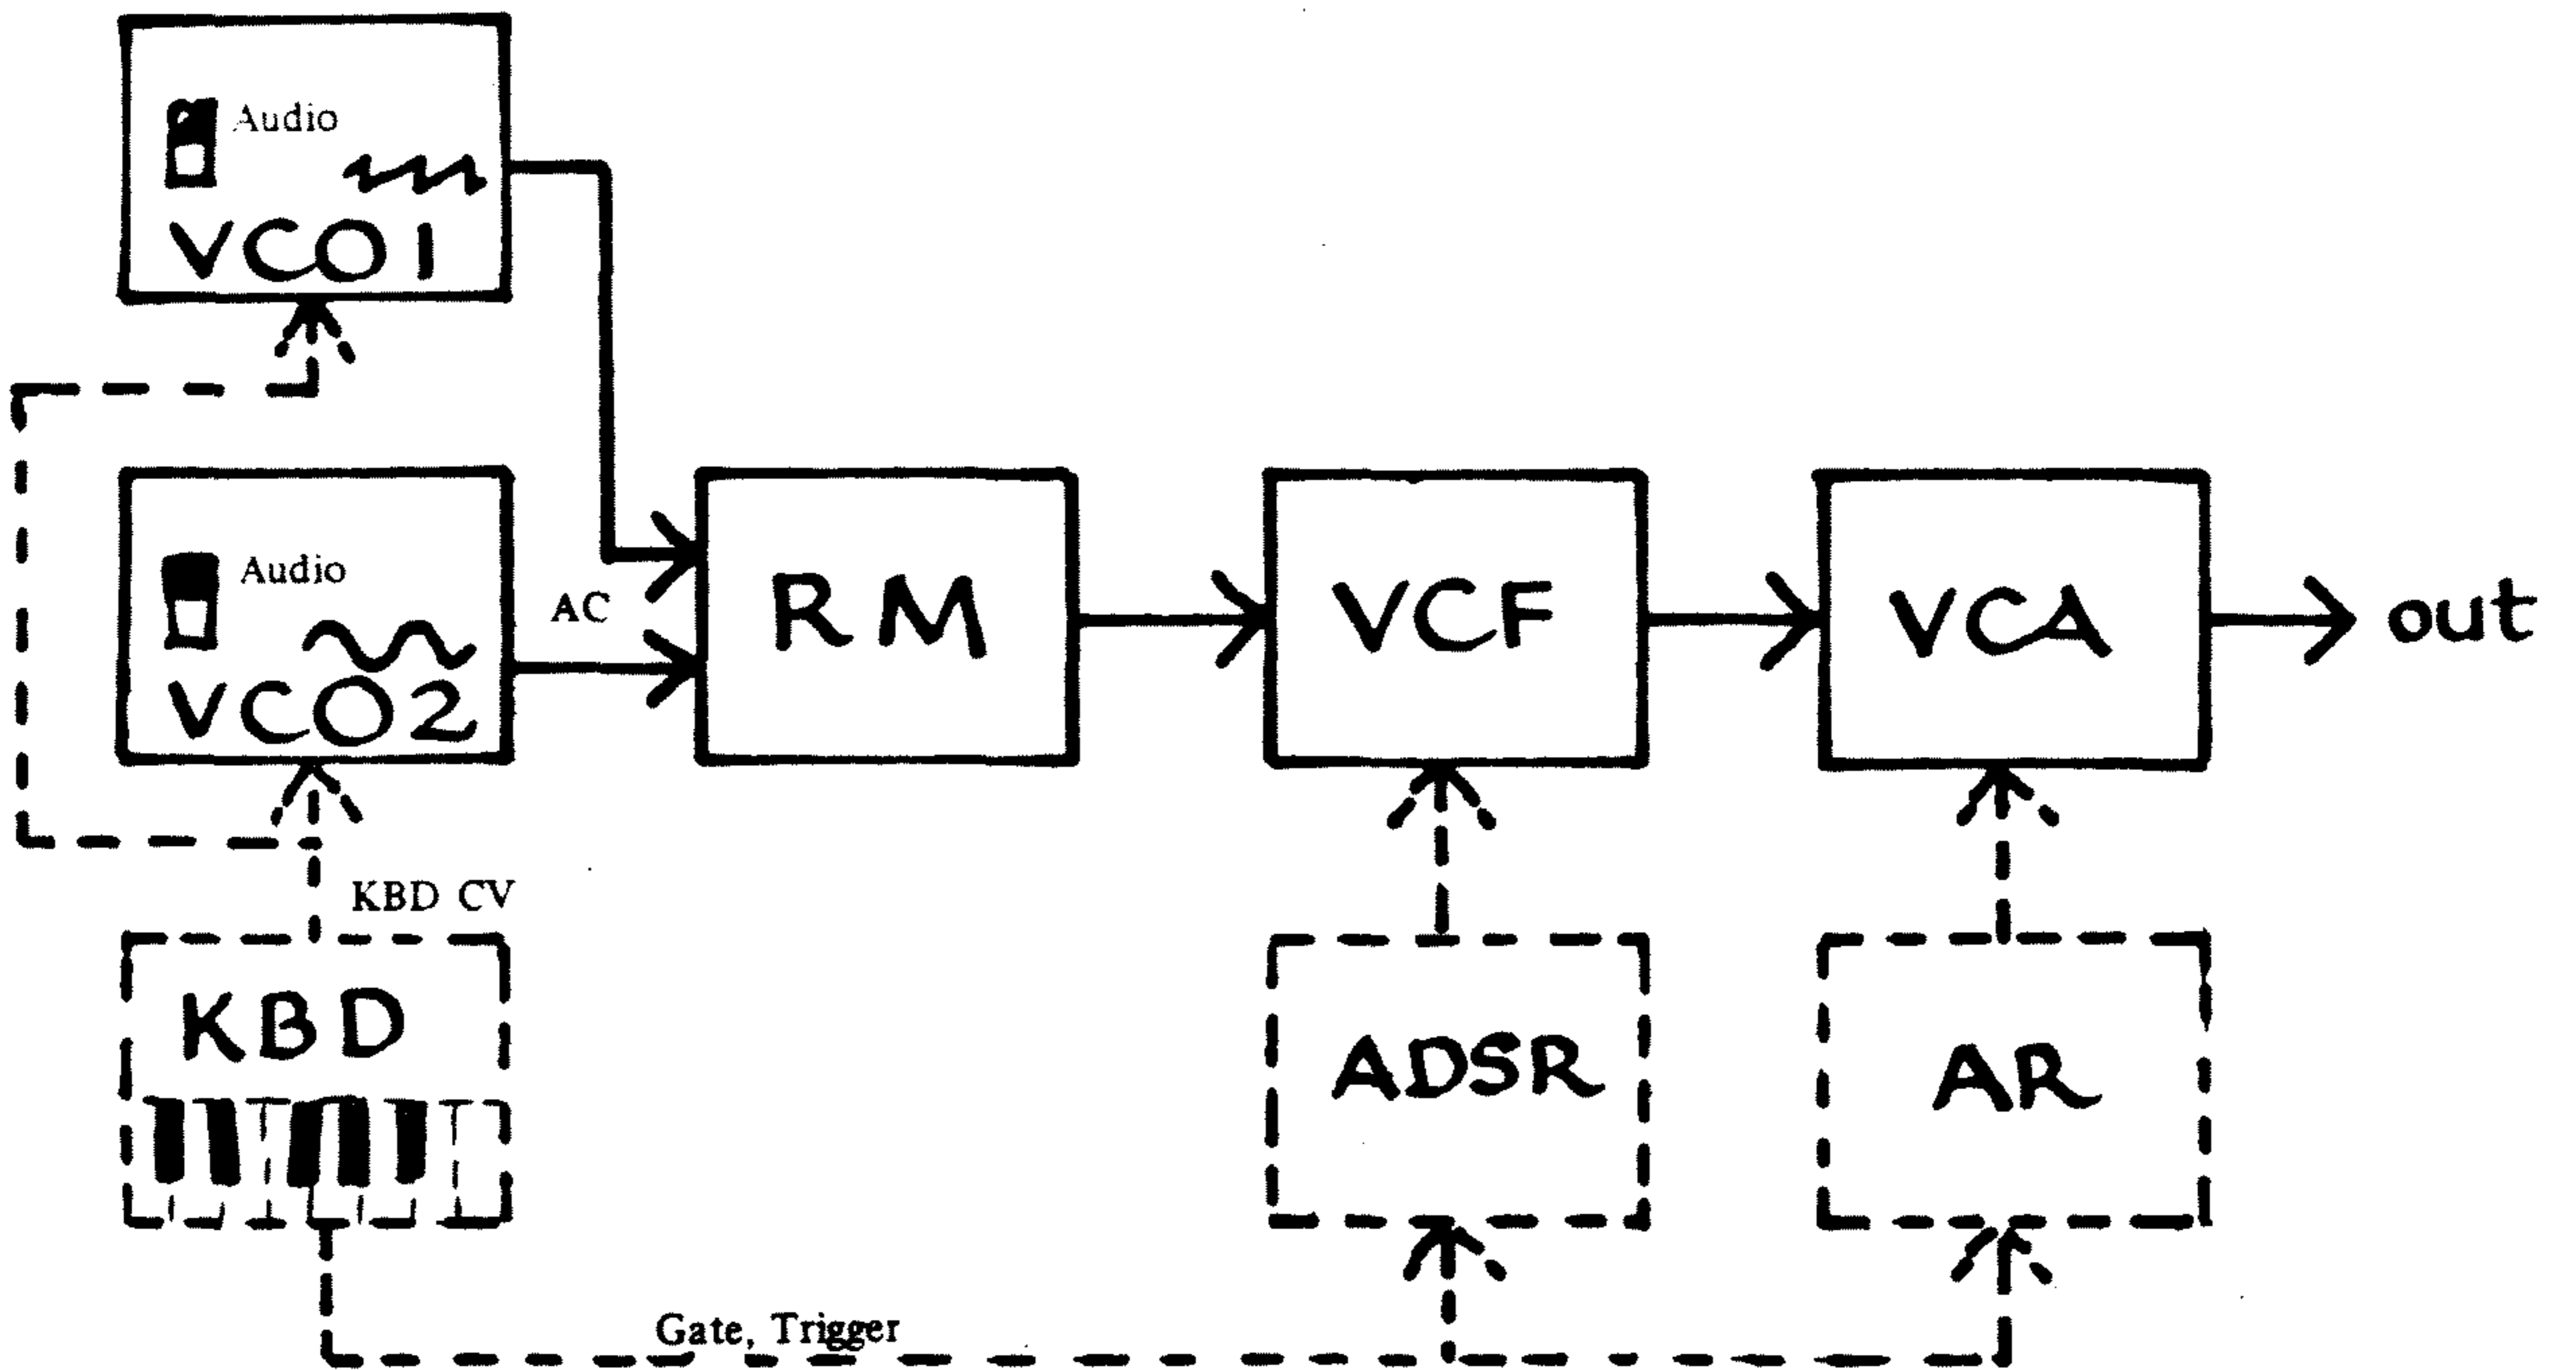 Audio
VCO1
Audio
VCO2
AC
RM
VCF
VCA
out
KBD CV
KBD
ADSR
AR
Gate, Trigger